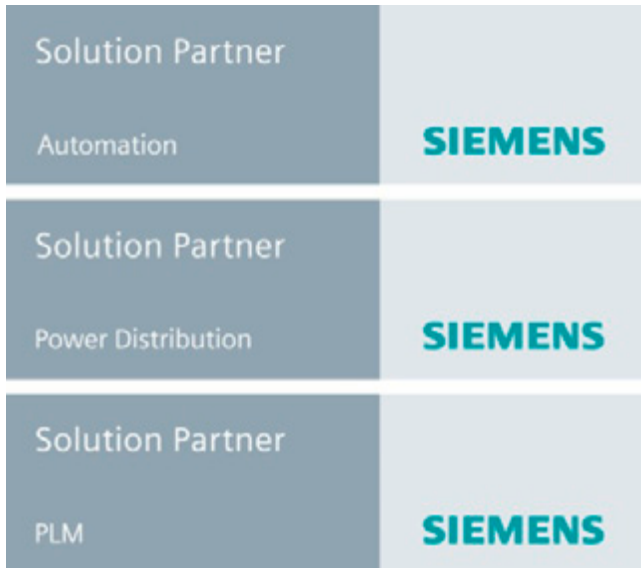 Solution Partner
Automation
SIEMENS
Solution Partner
Power Distribution
SIEMENS
Solution Partner
PLM
SIEMENS